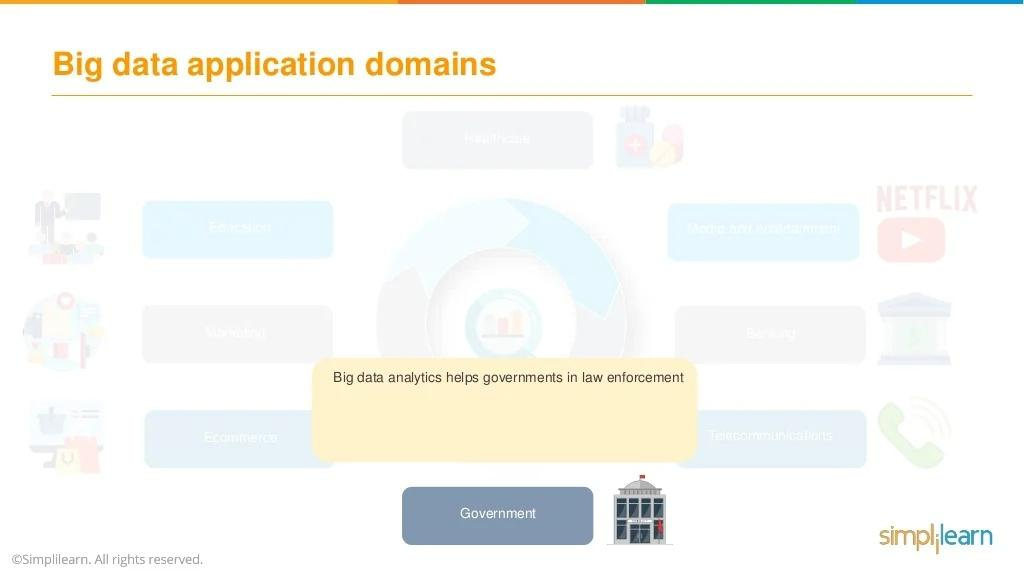 Big data application domains
Healthcare
Education
Media and entertainment
NETFLIX
Marketing
Banking
Big data analytics helps governments in law enforcement
Ecommerce
Telecommunications
Government
simplilearn
©Simplilearn. All rights reserved.